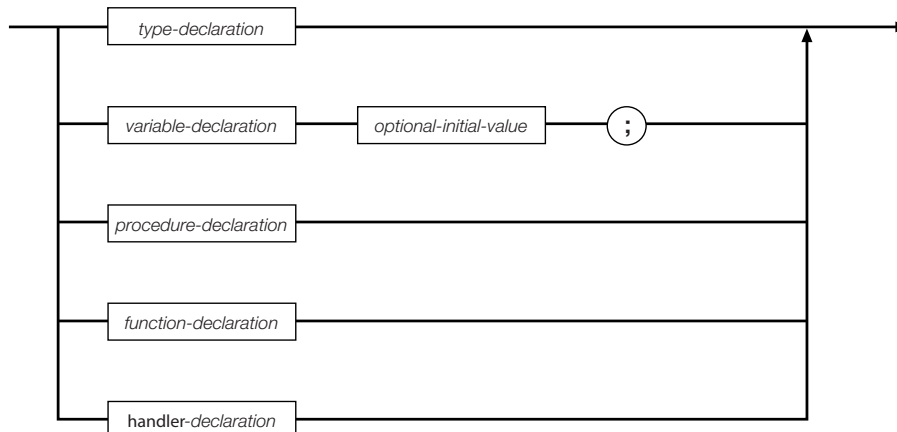 type-declaration
variable-declaration optional-initial-value ;
procedure-declaration
function-declaration
handler-declaration